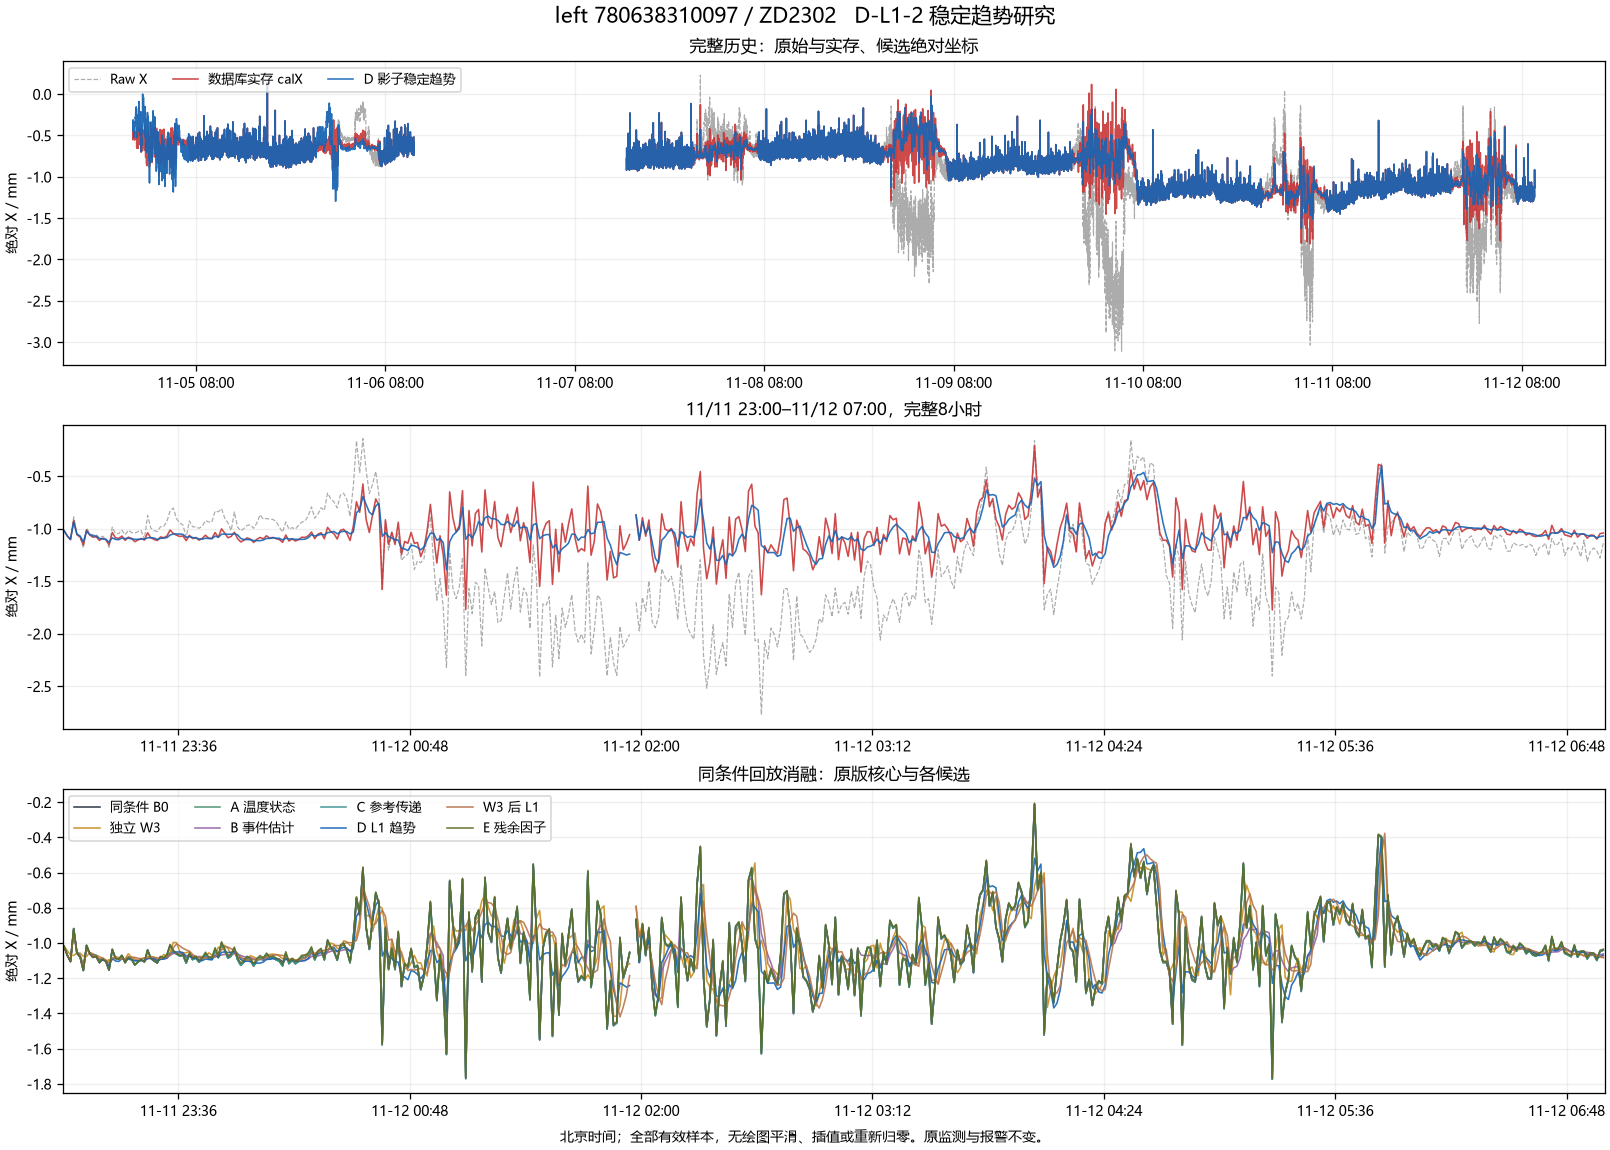 left 780638310097 / ZD2302   D-L1-2 稳定趋势研究
完整历史：原始与实存、候选绝对坐标
Raw X
数据库实存 calX
D 影子稳定趋势
绝对 X / mm
0.0
-0.5
-1.0
-1.5
-2.0
-2.5
-3.0
11-05 08:00
11-06 08:00
11-07 08:00
11-08 08:00
11-09 08:00
11-10 08:00
11-11 08:00
11-12 08:00
11/11 23:00–11/12 07:00，完整8小时
绝对 X / mm
-0.5
-1.0
-1.5
-2.0
-2.5
11-11 23:36
11-12 00:48
11-12 02:00
11-12 03:12
11-12 04:24
11-12 05:36
11-12 06:48
同条件回放消融：原版核心与各候选
同条件 B0
A 温度状态
C 参考传递
W3 后 L1
独立 W3
B 事件估计
D L1 趋势
E 残余因子
绝对 X / mm
-0.2
-0.4
-0.6
-0.8
-1.0
-1.2
-1.4
-1.6
-1.8
11-11 23:36
11-12 00:48
11-12 02:00
11-12 03:12
11-12 04:24
11-12 05:36
11-12 06:48
北京时间；全部有效样本，无绘图平滑、插值或重新归零。原监测与报警不变。